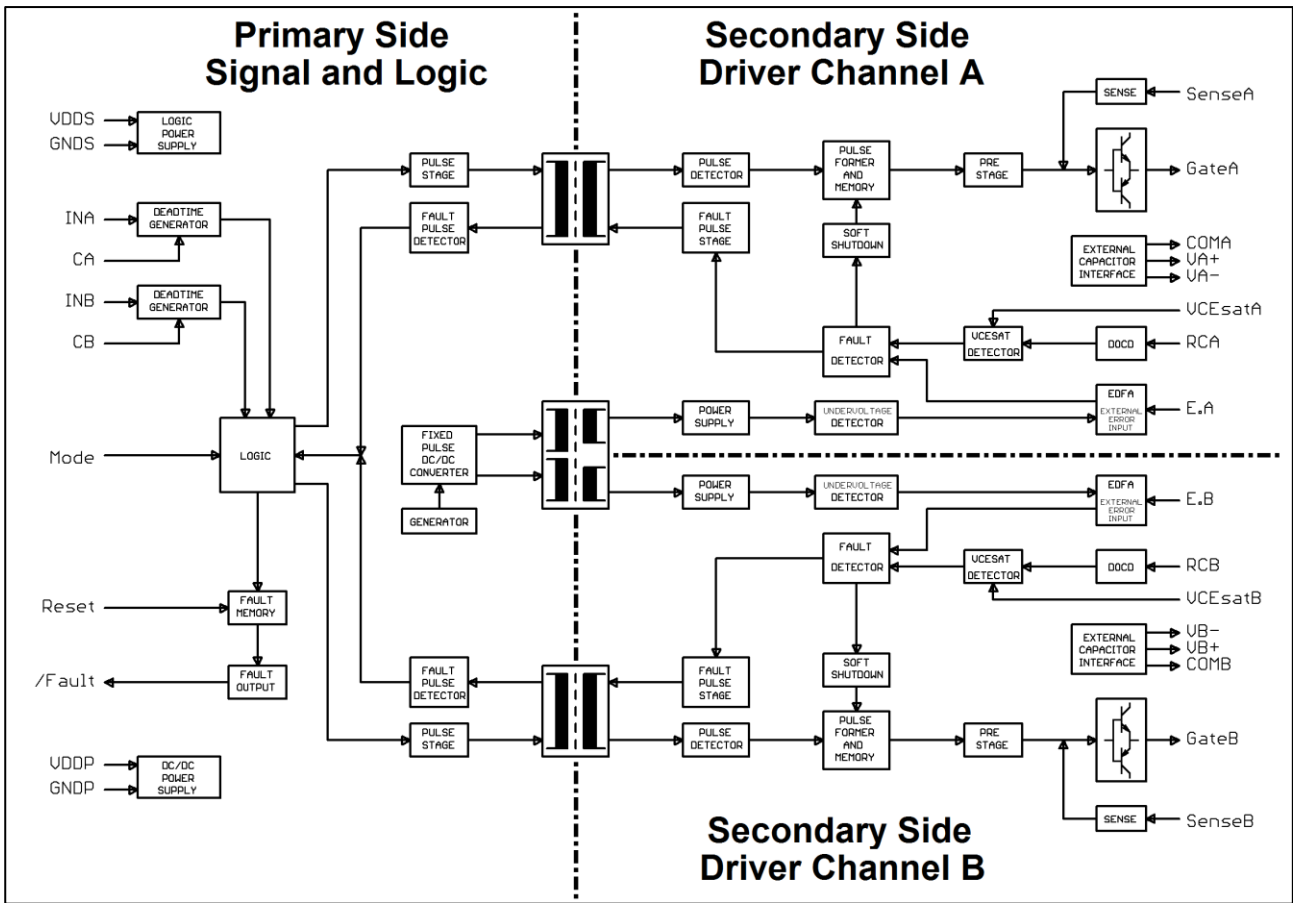 Primary Side
Signal and Logic
Secondary Side
Driver Channel A
VDDS
GNDS
LOGIC
POWER
SUPPLY
INA
DEADTIME
GENERATOR
CA
INB
DEADTIME
GENERATOR
CB
Mode
LOGIC
Reset
FAULT
MEMORY
/Fault
FAULT
OUTPUT
VDDP
GNDP
DC/DC
POWER
SUPPLY
PULSE
STAGE
FAULT
PULSE
DETECTOR
FIXED
PULSE
DC/DC
CONVERTER
GENERATOR
FAULT
PULSE
DETECTOR
PULSE
STAGE
PULSE
DETECTOR
PULSE
FORMER
AND
MEMORY
PRE
STAGE
SENSE
SenseA
GateA
FAULT
PULSE
STAGE
SOFT
SHUTDOWN
EXTERNAL
CAPACITOR
INTERFACE
COMA
VA+
VA-
VCEsatA
FAULT
DETECTOR
VCESAT
DETECTOR
DOCD
RCA
POWER
SUPPLY
UNDERVOLTAGE
DETECTOR
EDFA
EXTERNAL
ERROR
INPUT
E.A
POWER
SUPPLY
UNDERVOLTAGE
DETECTOR
EDFA
EXTERNAL
ERROR
INPUT
E.B
FAULT
DETECTOR
VCESAT
DETECTOR
DOCD
RCB
VCEsatB
FAULT
PULSE
STAGE
SOFT
SHUTDOWN
EXTERNAL
CAPACITOR
INTERFACE
VB-
VB+
COMB
PULSE
DETECTOR
PULSE
FORMER
AND
MEMORY
PRE
STAGE
GateB
SENSE
SenseB
Secondary Side
Driver Channel B